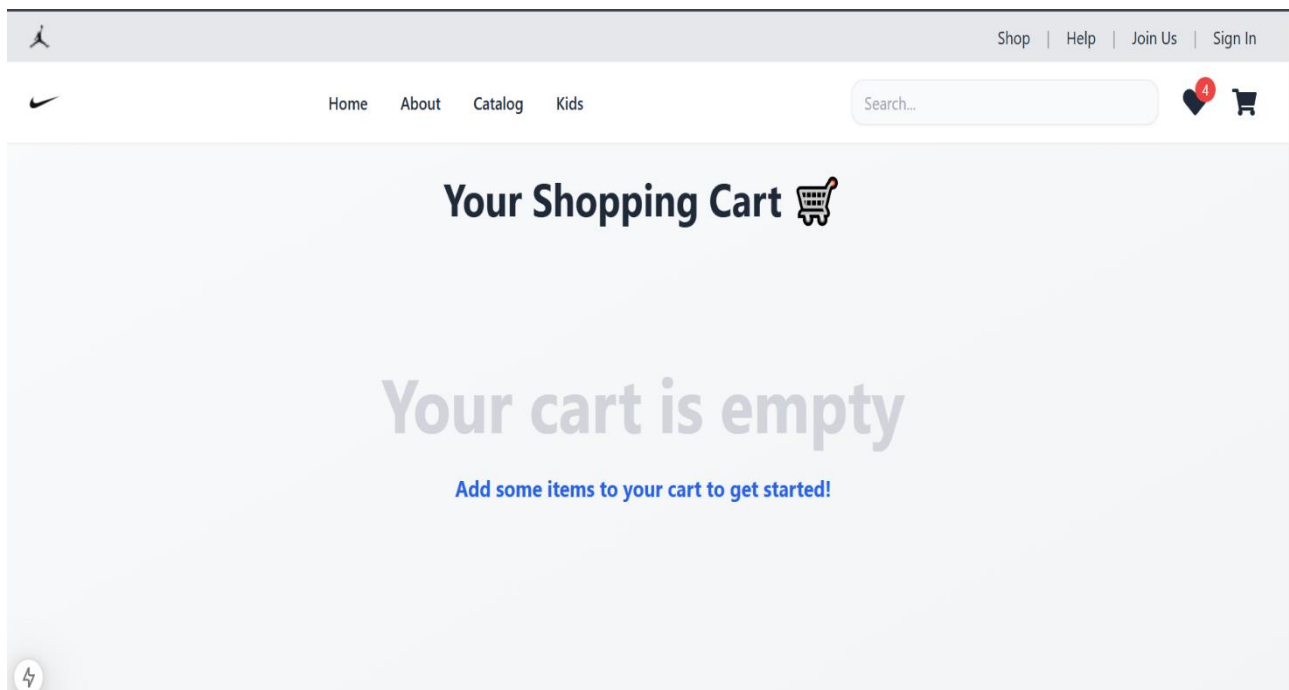 Shop | Help | Join Us | Sign In
Home About Catalog Kids Search... 4
Your Shopping Cart
Your cart is empty
Add some items to your cart to get started!